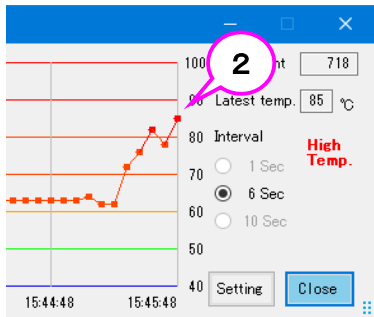 2
100
nt 718
90 Latest temp. 85 ℃
80 Interval
High
Temp.
70 1 Sec
6 Sec
60
10 Sec
50
40 Setting Close
15:44:48 15:45:48